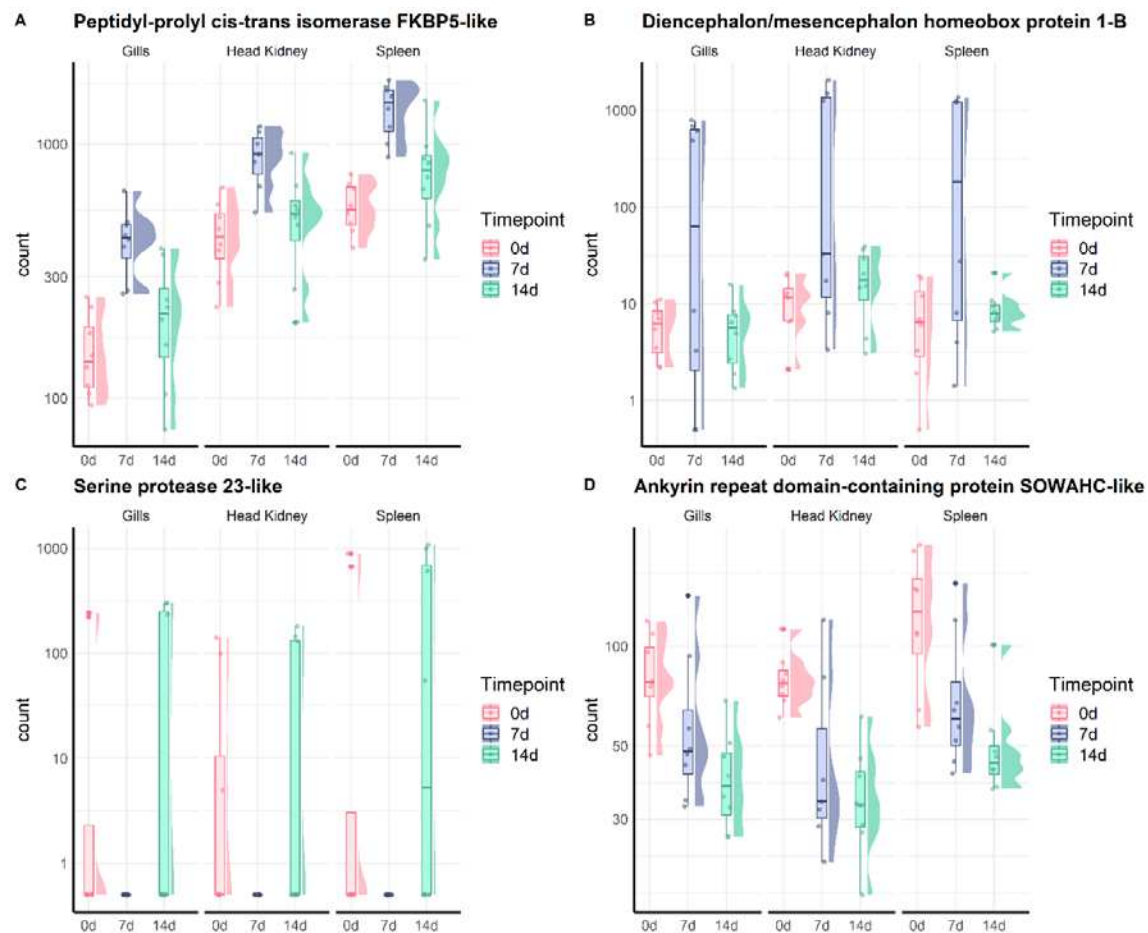 A Peptidyl-prolyl cis-trans isomerase FKBP5-like
Gills Head Kidney Spleen
count
1000
300
100
0d 7d 14d 0d 7d 14d 0d 7d 14d
Timepoint
0d
7d
14d
B Diencephalon/mesencephalon homeobox protein 1-B
Gills Head Kidney Spleen
count
1000
100
10
1
0d 7d 14d 0d 7d 14d 0d 7d 14d
Timepoint
0d
7d
14d
C Serine protease 23-like
Gills Head Kidney Spleen
count
1000
100
10
1
0d 7d 14d 0d 7d 14d 0d 7d 14d
Timepoint
0d
7d
14d
D Ankyrin repeat domain-containing protein SOWAHC-like
Gills Head Kidney Spleen
count
100
50
30
0d 7d 14d 0d 7d 14d 0d 7d 14d
Timepoint
0d
7d
14d